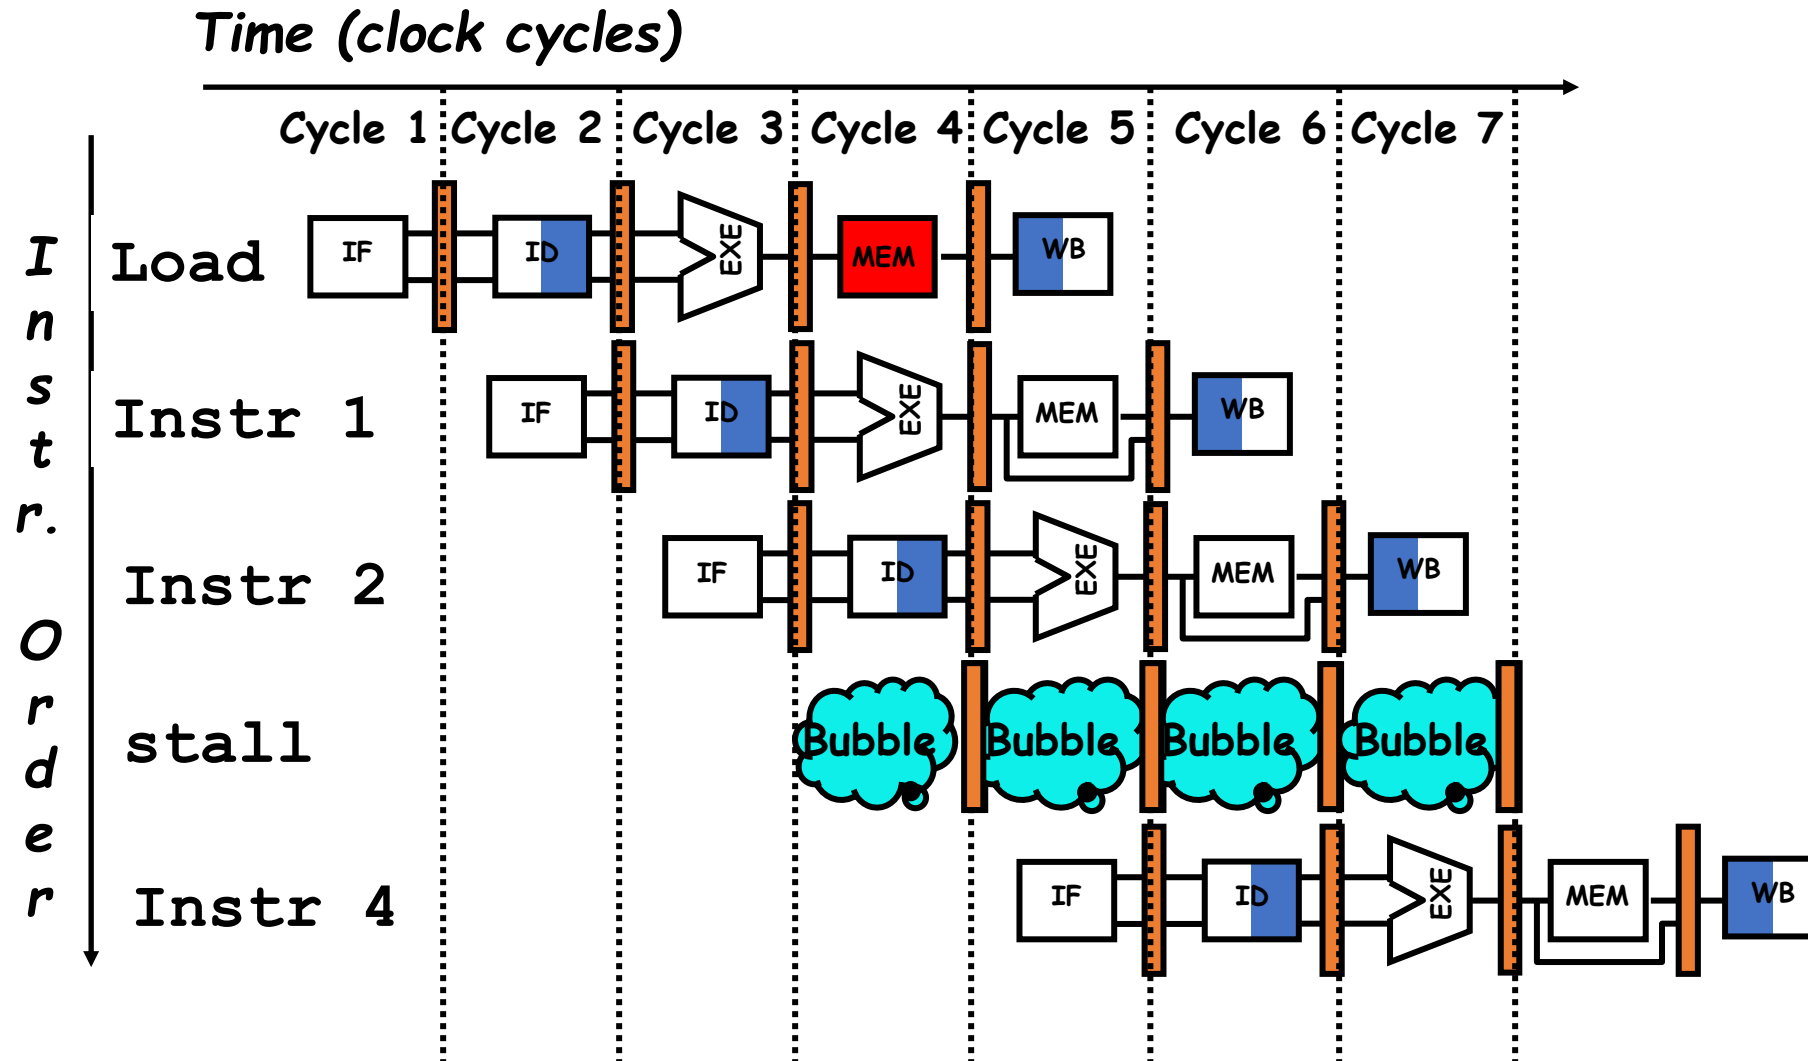 Time (clock cycles)
Cycle 1 Cycle 2 Cycle 3 Cycle 4 Cycle 5 Cycle 6 Cycle 7
Instr. Order
Load IF ID EXE MEM WB
Instr 1 IF ID EXE MEM WB
Instr 2 IF ID EXE MEM WB
stall Bubble Bubble Bubble Bubble
Instr 4 IF ID EXE MEM WB